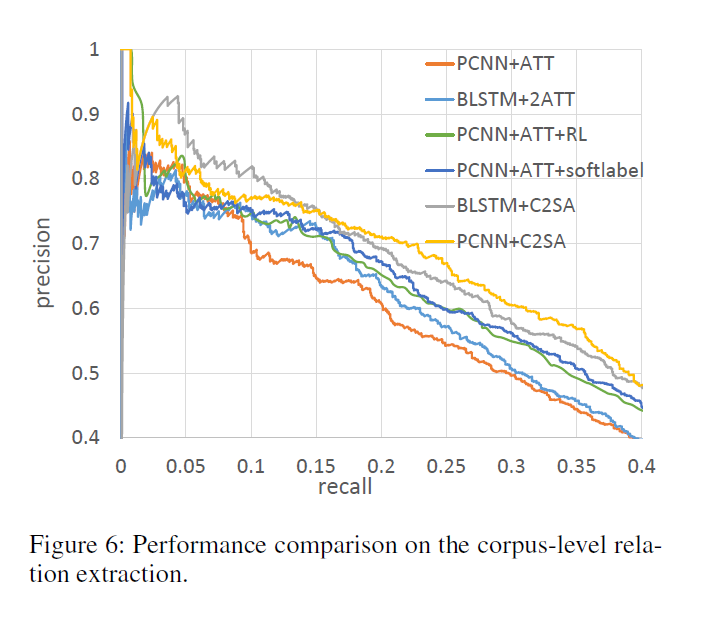 1
0.9
0.8
0.7
0.6
0.5
0.4
precision
PCNN+ATT
BLSTM+2ATT
PCNN+ATT+RL
PCNN+ATT+softlabel
BLSTM+C2SA
PCNN+C2SA
0 0.05 0.1 0.15 0.2 0.25 0.3 0.35 0.4
recall
Figure 6: Performance comparison on the corpus-level rela-
tion extraction.